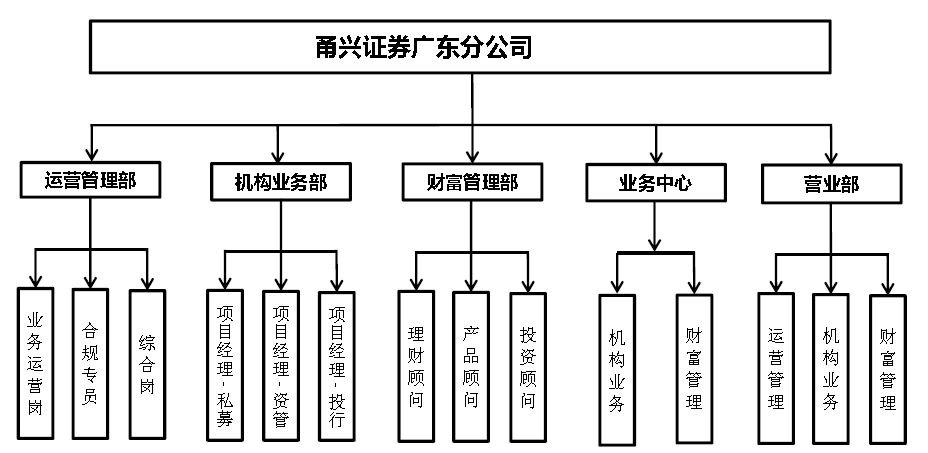 甬兴证券广东分公司
运营管理部
机构业务部
财富管理部
业务中心
营业部
业务运营岗
合规专员
综合岗
项目经理-私募
项目经理-资管
项目经理-投行
理财顾问
产品顾问
投资顾问
机构业务
财富管理
运营管理
机构业务
财富管理